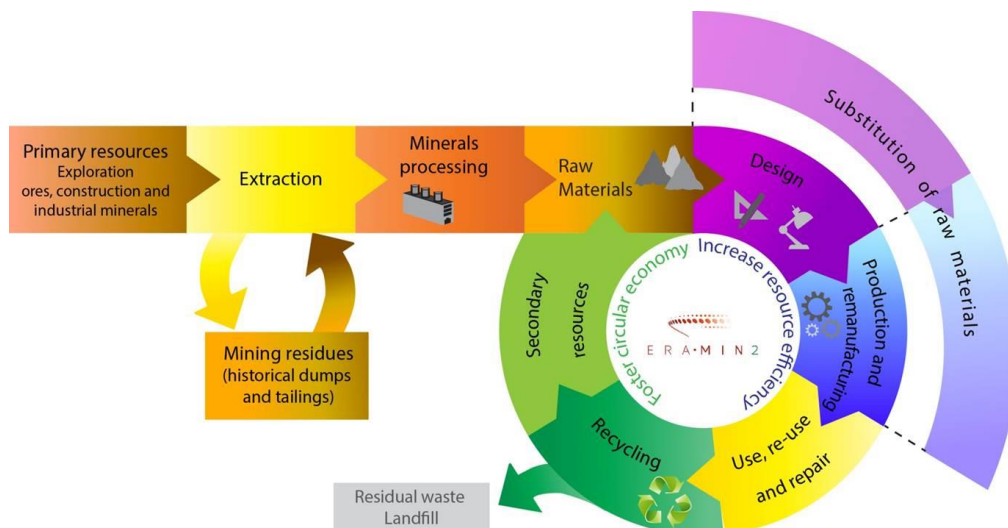 Primary resources
Exploration
ores, construction and
industrial minerals
Extraction
Minerals
processing
Raw
Materials
Design
Substitution of raw materials
Production and
remanufacturing
Use, re-use
and repair
Recycling
Secondary
resources
Foster circular economy
Increase resource efficiency
ERA•MIN2
Mining residues
(historical dumps
and tailings)
Residual waste
Landfill